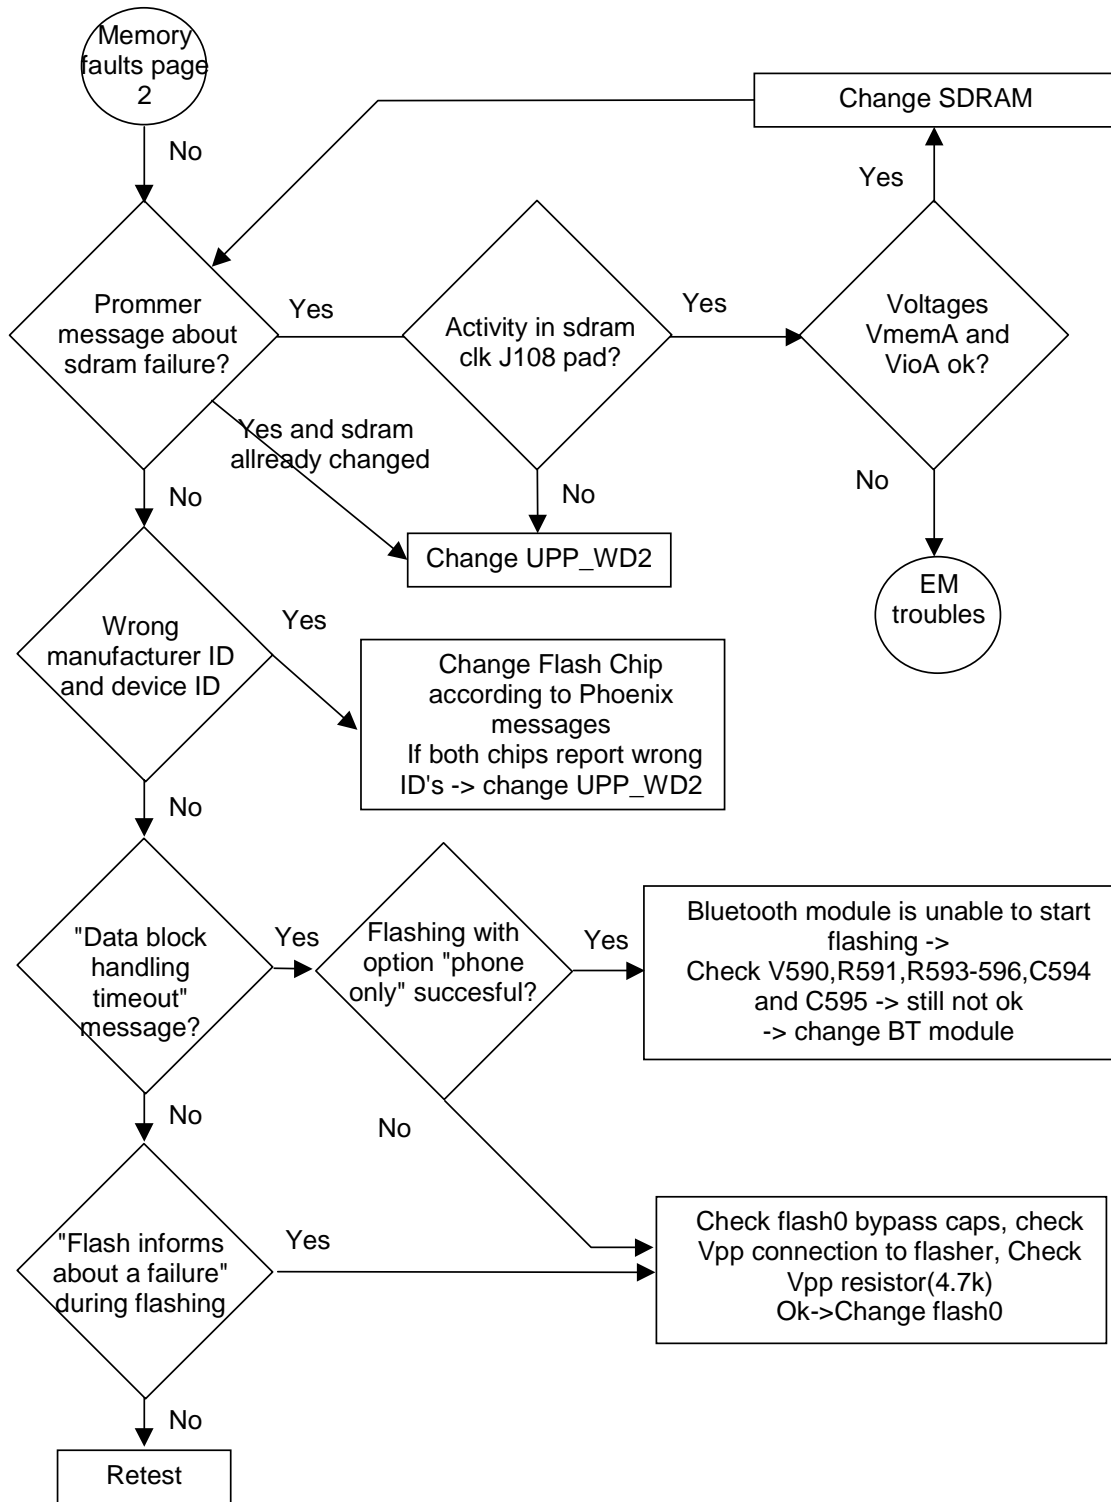 Memory
faults page
2
No
Change SDRAM
Yes
Prommer
message about
sdram failure?
Yes
Activity in sdram
clk J108 pad?
Yes
Voltages
VmemA and
VioA ok?
Yes and sdram
allready changed
No
No
No
Change UPP_WD2
EM
troubles
Wrong
manufacturer ID
and device ID
Yes
Change Flash Chip
according to Phoenix
messages
If both chips report wrong
ID's -> change UPP_WD2
No
"Data block
handling
timeout"
message?
Yes
Flashing with
option "phone
only" succesful?
Yes
Bluetooth module is unable to start
flashing ->
Check V590,R591,R593-596,C594
and C595 -> still not ok
-> change BT module
No
No
"Flash informs
about a failure"
during flashing
Yes
Check flash0 bypass caps, check
Vpp connection to flasher, Check
Vpp resistor(4.7k)
Ok->Change flash0
No
Retest